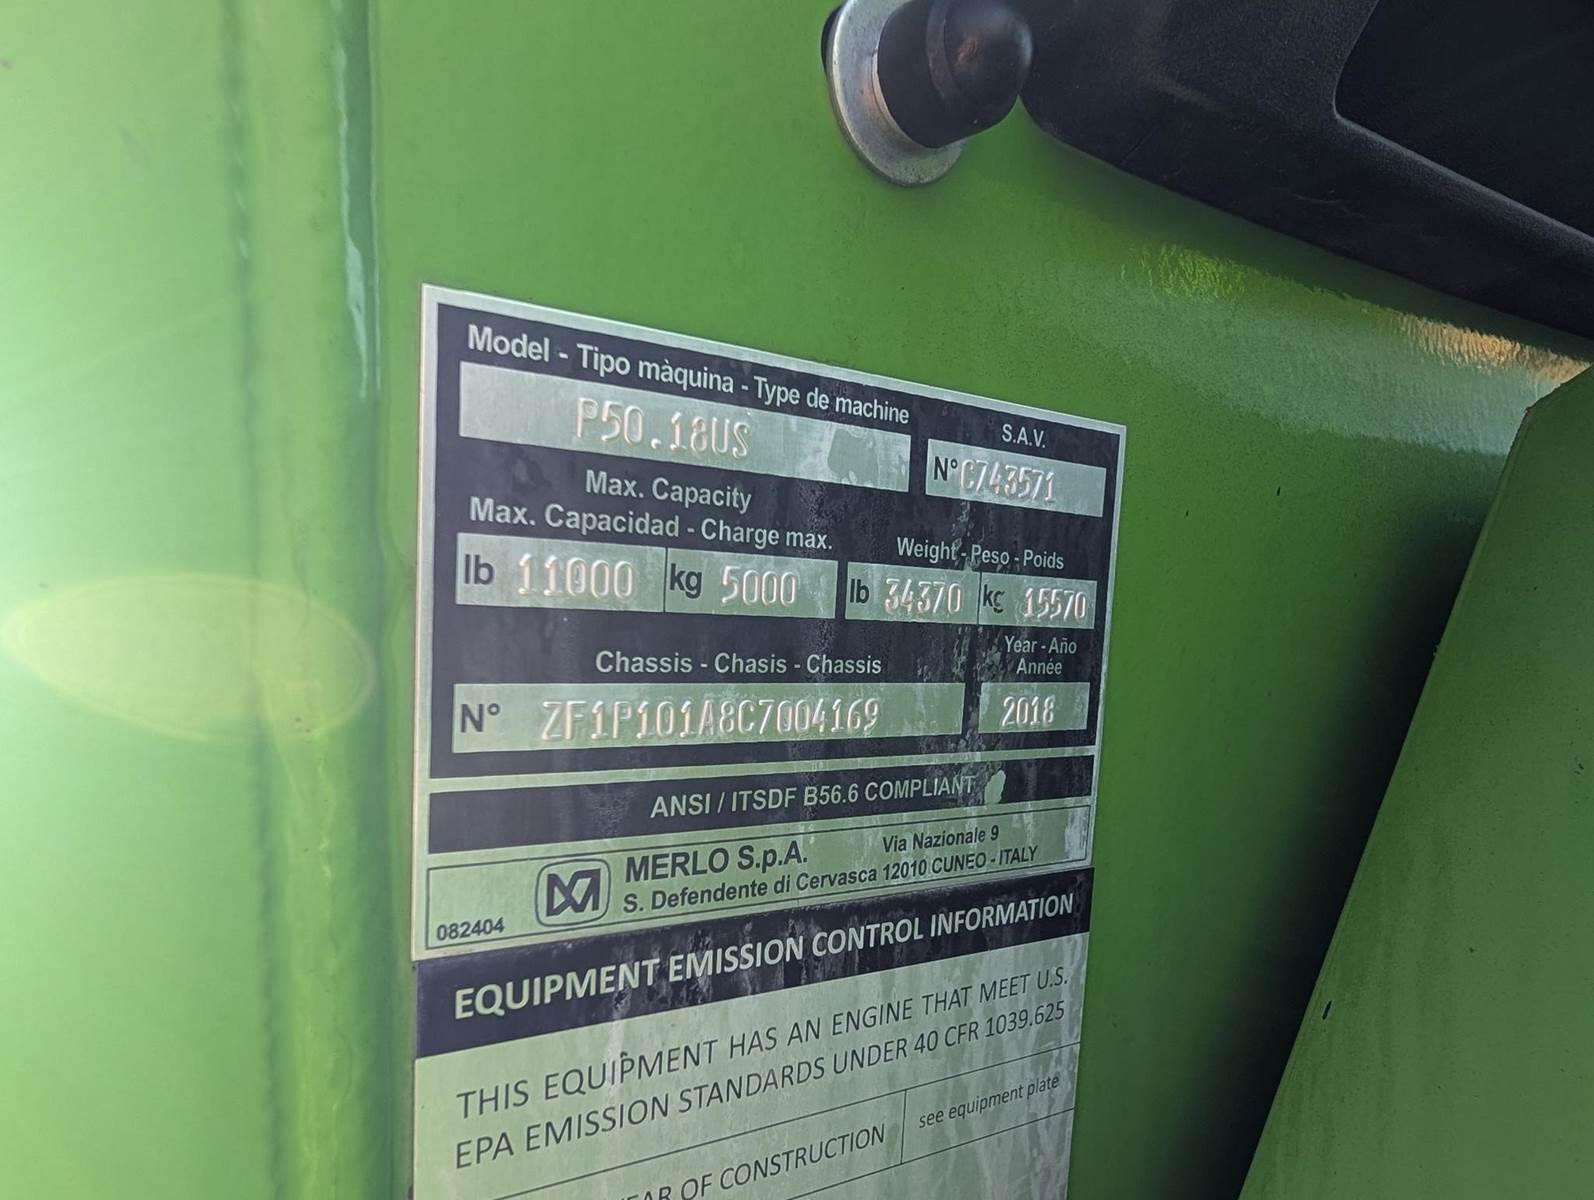 Model - Tipo màquina - Type de machine
P50.18US
S.A.V.
N° C743571
Max. Capacity
Max. Capacidad - Charge max.
lb 11000 kg 5000
Weight - Peso - Poids
lb 34370 kg 15570
Chassis - Chasis - Chassis
N° ZF1P101A8C7004169
Year - Año
Année
2018
ANSI / ITSDF B56.6 COMPLIANT
MERLO S.p.A. Via Nazionale 9
S. Defendente di Cervasca 12010 CUNEO - ITALY
082404
EQUIPMENT EMISSION CONTROL INFORMATION
THIS EQUIPMENT HAS AN ENGINE THAT MEET U.S.
EPA EMISSION STANDARDS UNDER 40 CFR 1039.625
OF CONSTRUCTION see equipment plate